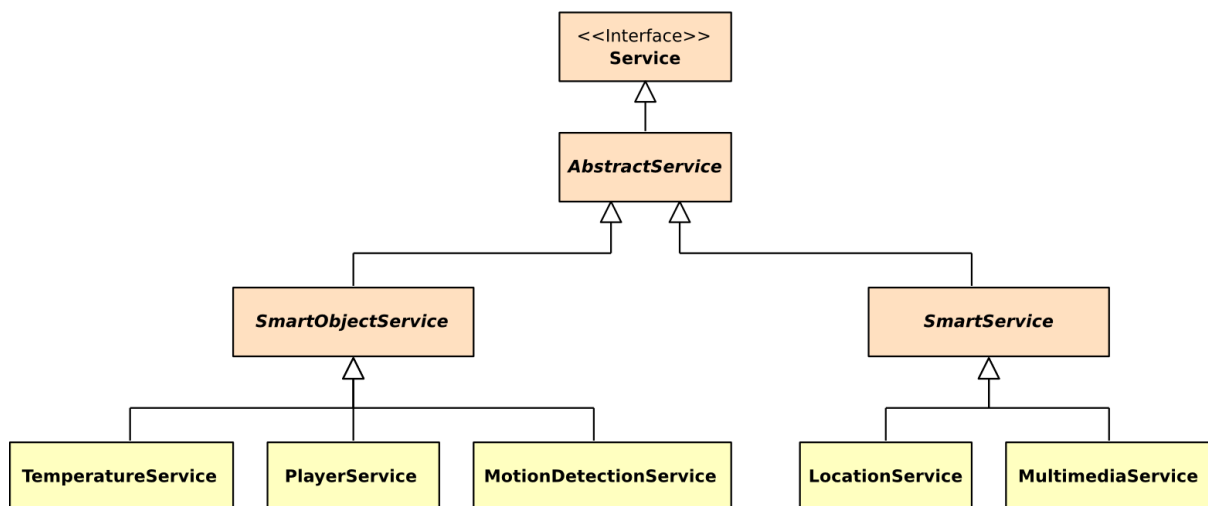 <<Interface>>
Service
AbstractService
SmartObjectService
SmartService
TemperatureService
PlayerService
MotionDetectionService
LocationService
MultimediaService